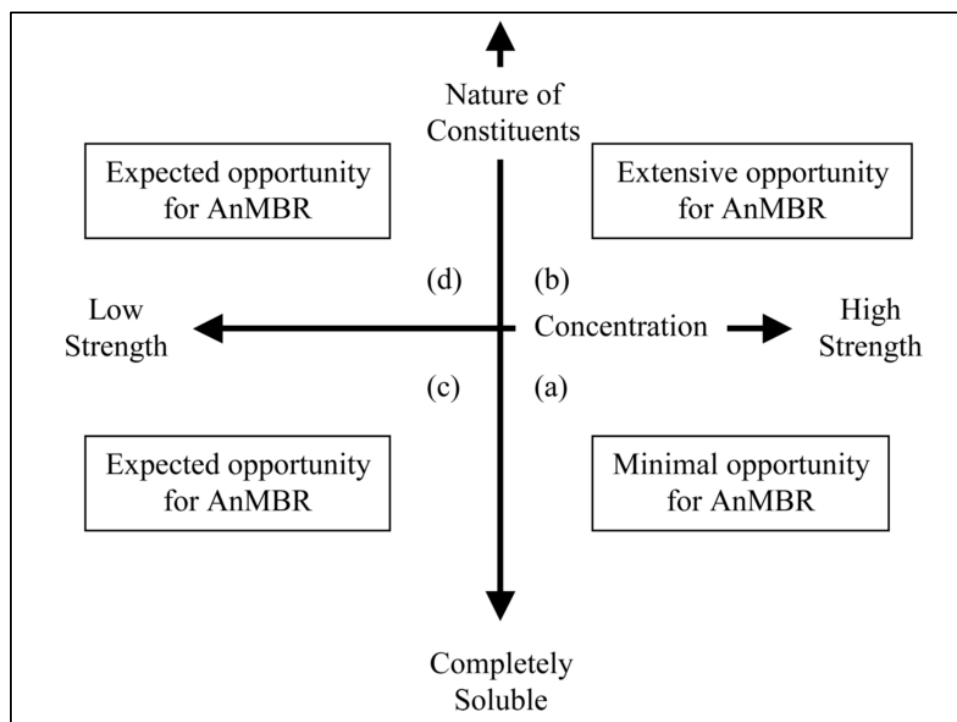 Nature of
Constituents
Expected opportunity
for AnMBR
Extensive opportunity
for AnMBR
(d)
(b)
Low
Strength
Concentration
High
Strength
(c)
(a)
Expected opportunity
for AnMBR
Minimal opportunity
for AnMBR
Completely
Soluble